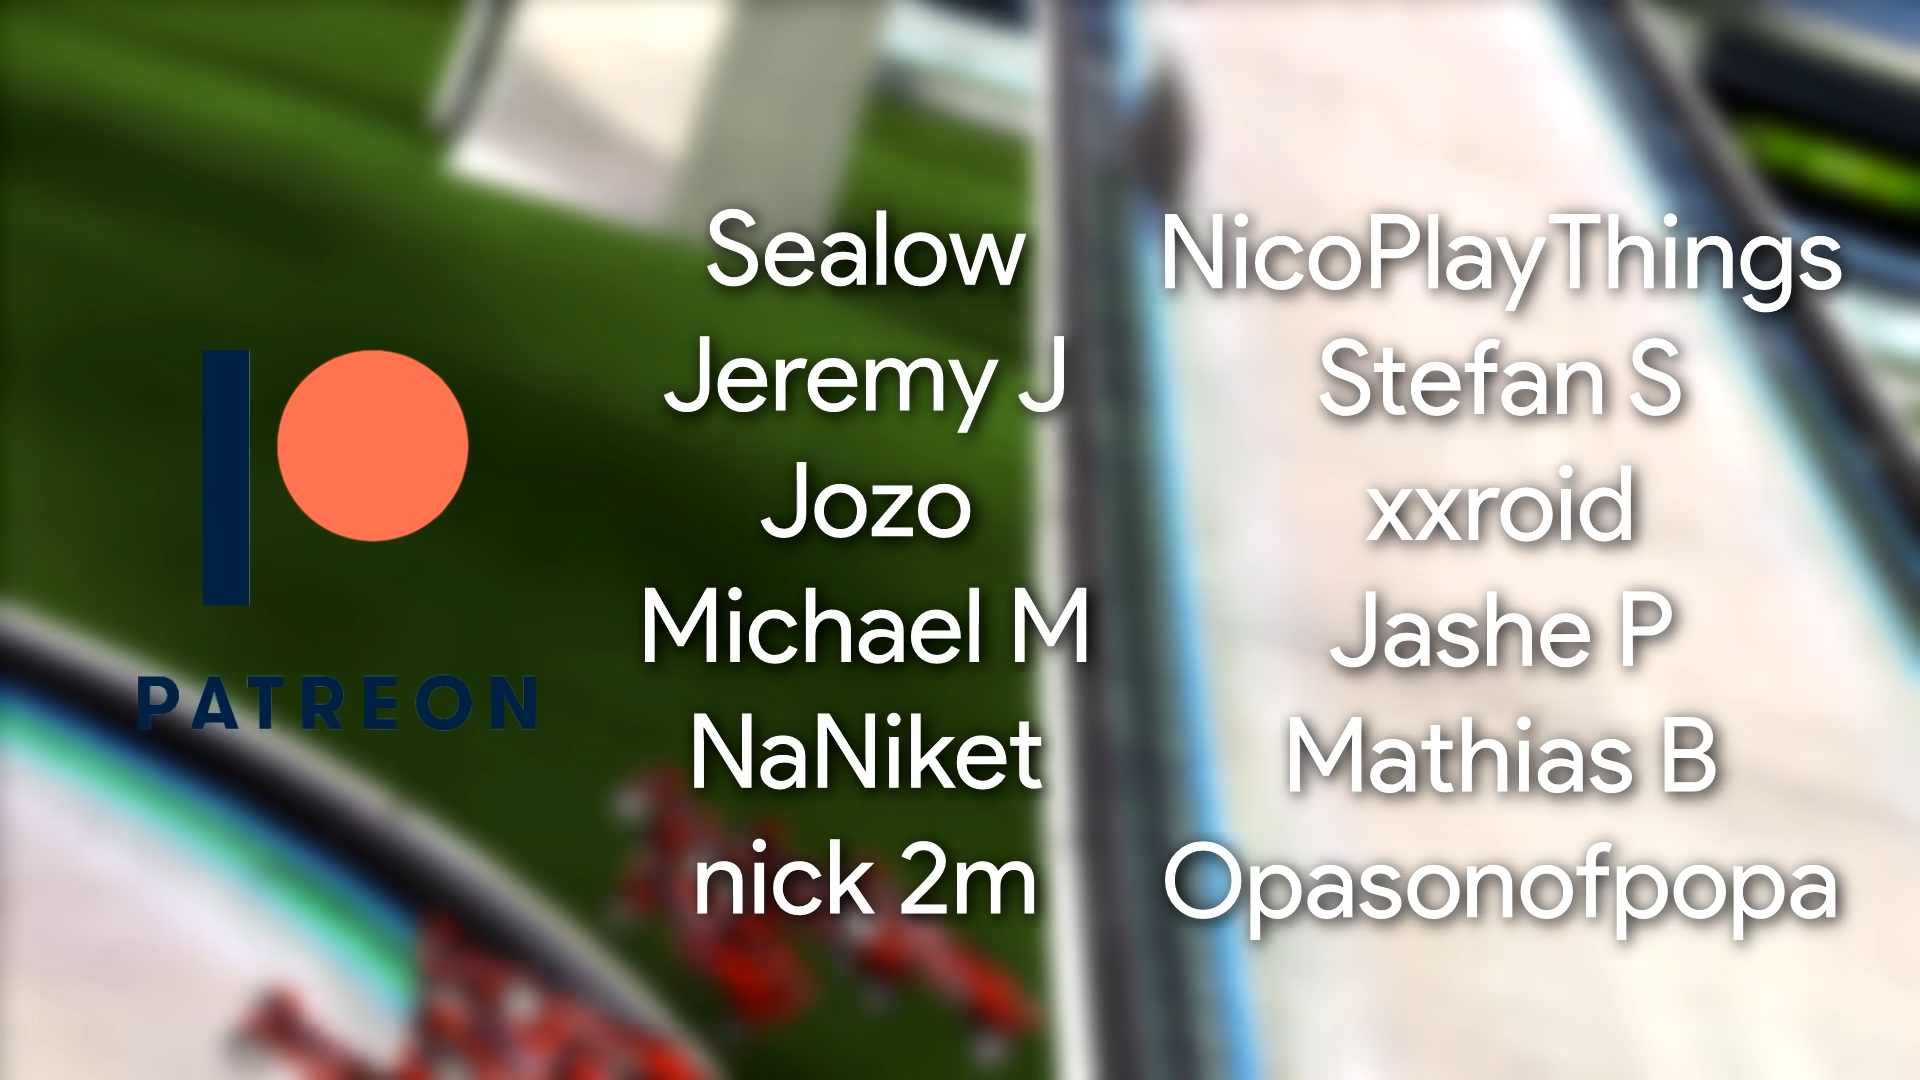 PATREON
Sealow
Jeremy J
Jozo
Michael M
NaNiket
nick 2m
NicoPlayThings
Stefan S
xxroid
Jashe P
Mathias B
Opasonofpopa